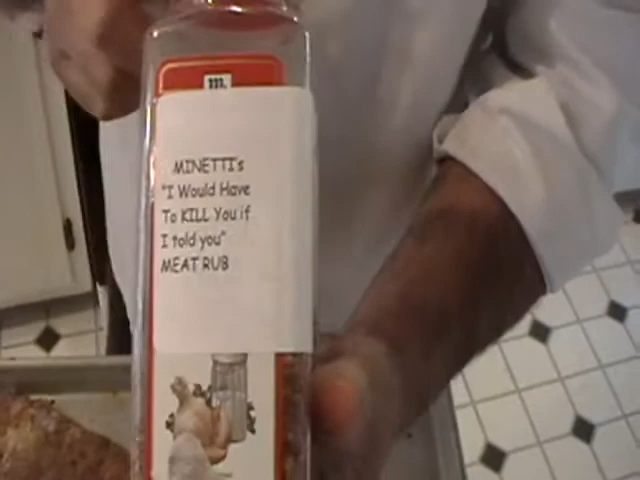 m.
MINETTI's
"I Would Have
To KILL You if
I told you"
MEAT RUB